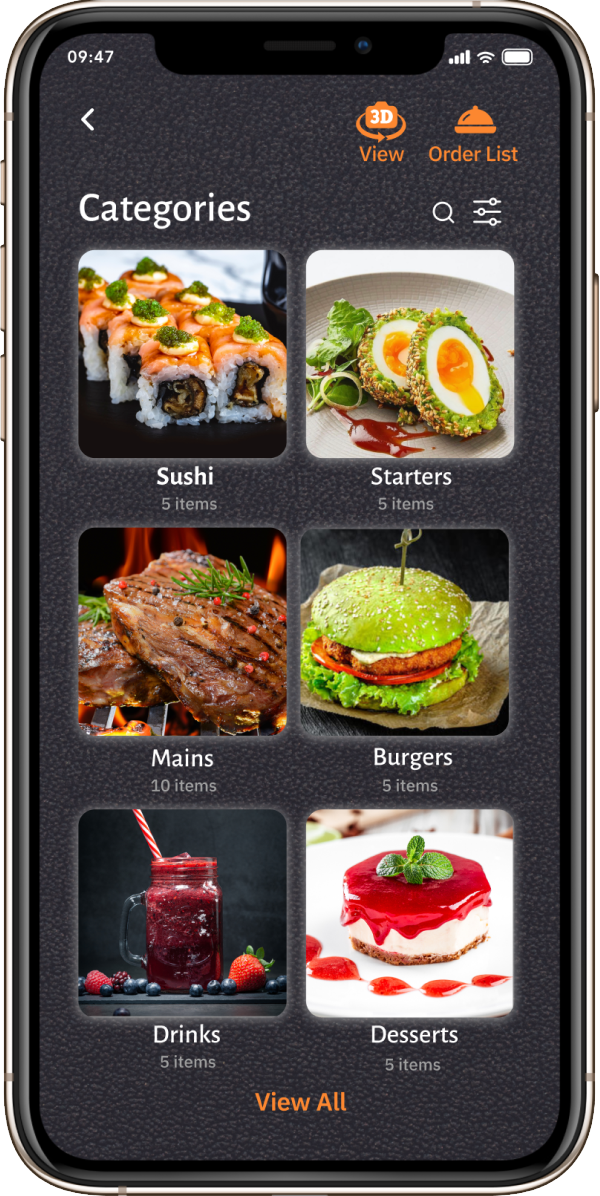 09:47
3D
View
Order List
Categories
Sushi
5 items
Starters
5 items
Mains
10 items
Burgers
5 items
Drinks
5 items
Desserts
5 items
View All